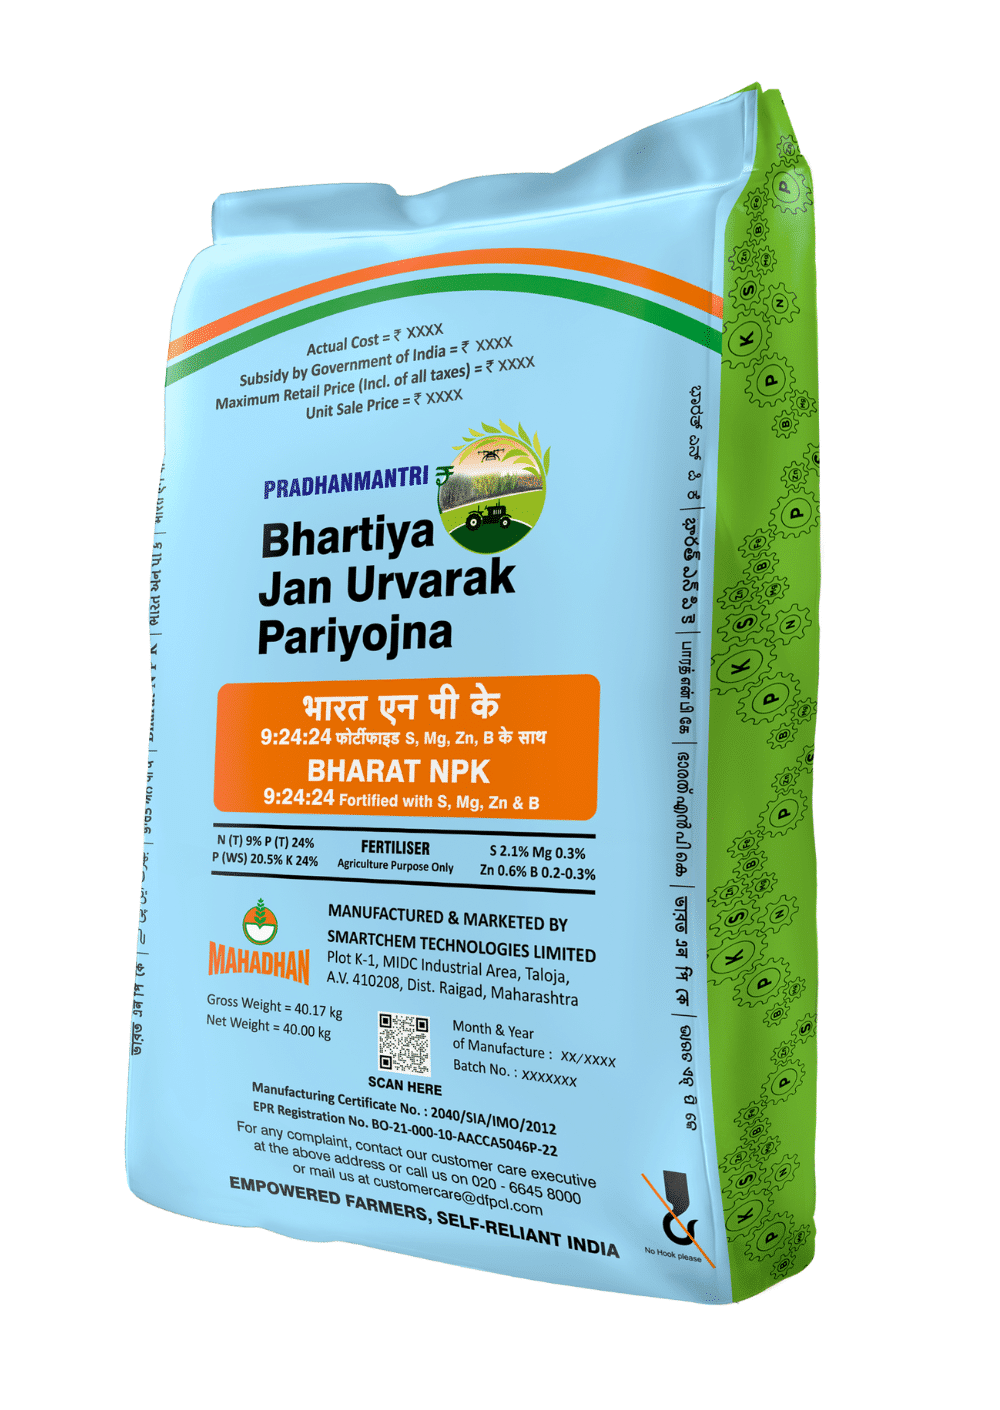 Actual Cost = ₹ XXXX
Subsidy by Government of India = ₹ XXXX
Maximum Retail Price (Incl. of all taxes) = ₹ XXXX
Unit Sale Price = ₹ XXXX
PRADHANMANTRI
Bhartiya
Jan Urvarak
Pariyojna
भारत एन पी के
9:24:24 फोर्टीफाइड S, Mg, Zn, B के साथ
BHARAT NPK
9:24:24 Fortified with S, Mg, Zn & B
N (T) 9% P (T) 24%
P (WS) 20.5% K 24%
FERTILISER
Agriculture Purpose Only
S 2.1% Mg 0.3%
Zn 0.6% B 0.2-0.3%
MAHADHAN
MANUFACTURED & MARKETED BY
SMARTCHEM TECHNOLOGIES LIMITED
Plot K-1, MIDC Industrial Area, Taloja,
A.V. 410208, Dist. Raigad, Maharashtra
Gross Weight = 40.17 kg
Net Weight = 40.00 kg
SCAN HERE
Month & Year
of Manufacture : XX/XXXX
Batch No. : XXXXXXX
Manufacturing Certificate No. : 2040/SIA/IMO/2012
EPR Registration No. BO-21-000-10-AACCA5046P-22
For any complaint, contact our customer care executive
at the above address or call us on 020 - 6645 8000
or mail us at customercare@dfpcl.com
EMPOWERED FARMERS, SELF-RELIANT INDIA
No Hook please